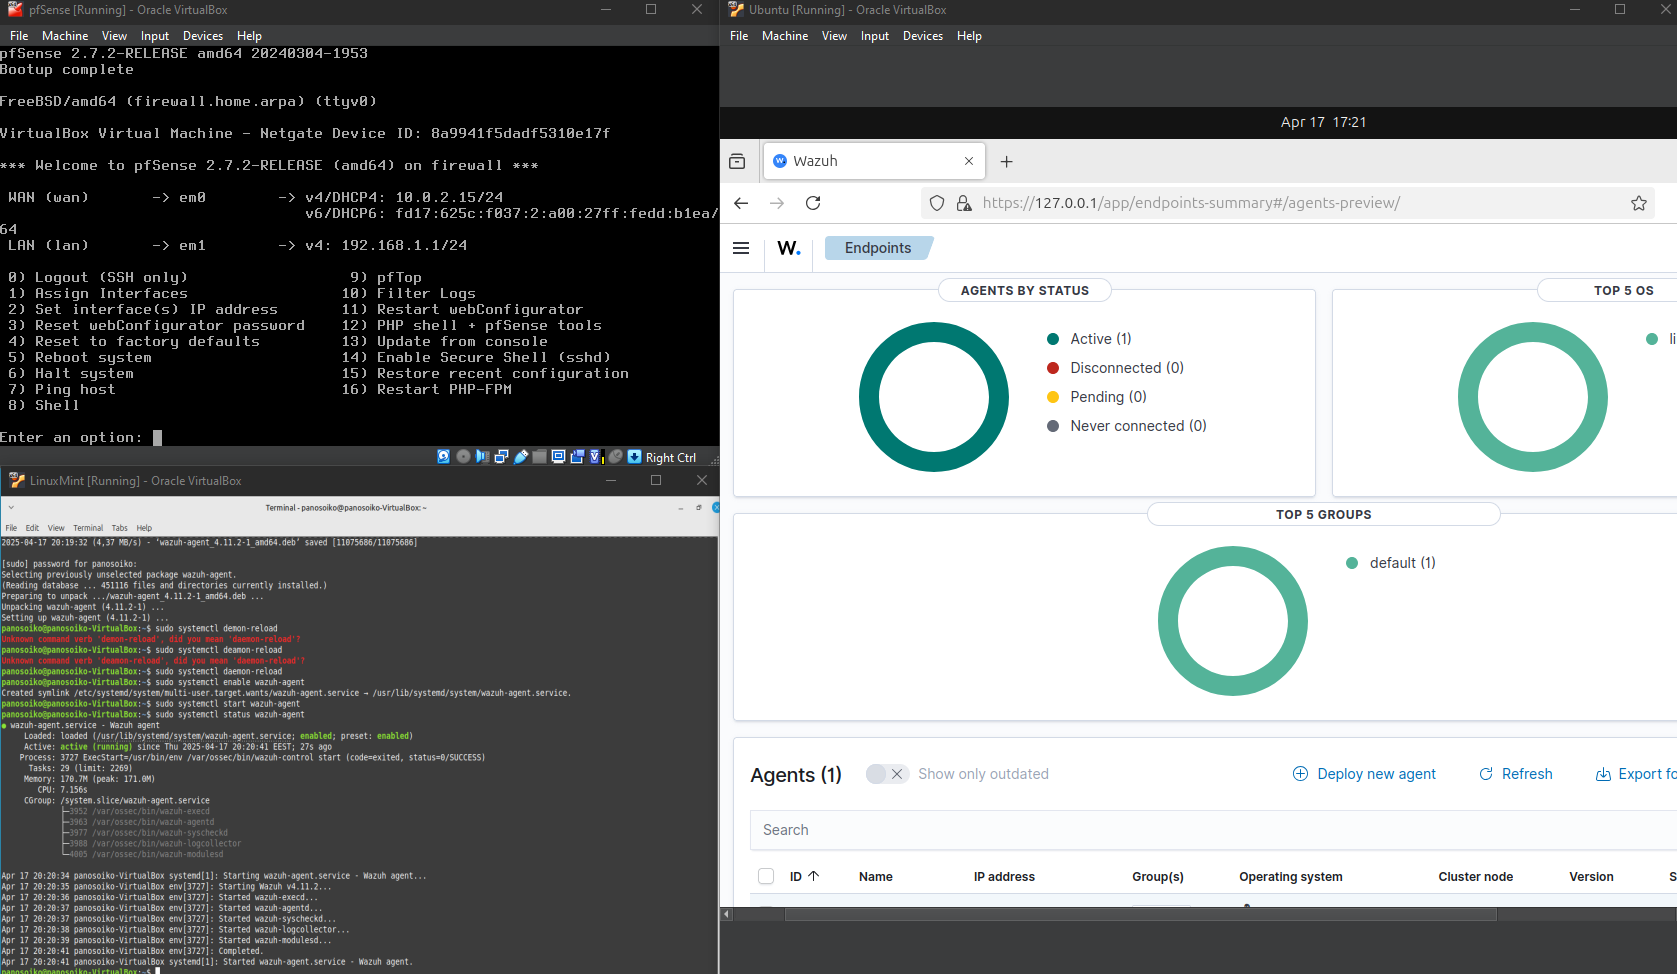 pfSense [Running] - Oracle VirtualBox
File Machine View Input Devices Help
pfSense 2.7.2-RELEASE amd64 20240304-1953
Bootup complete
FreeBSD/amd64 (firewall.home.arpa) (ttyv0)
VirtualBox Virtual Machine - Netgate Device ID: 8a9941f5dadf5310e17f
*** Welcome to pfSense 2.7.2-RELEASE (amd64) on firewall ***
WAN (wan) -> em0 -> v4/DHCP4: 10.0.2.15/24
v6/DHCP6: fd17:625c:f037:2:a00:27ff:fedd:b1ea/
64
LAN (lan) -> em1 -> v4: 192.168.1.1/24
0) Logout (SSH only) 9) pfTop
1) Assign Interfaces 10) Filter Logs
2) Set interface(s) IP address 11) Restart webConfigurator
3) Reset webConfigurator password 12) PHP shell + pfSense tools
4) Reset to factory defaults 13) Update from console
5) Reboot system 14) Enable Secure Shell (sshd)
6) Halt system 15) Restore recent configuration
7) Ping host 16) Restart PHP-FPM
8) Shell
Enter an option:
Right Ctrl
LinuxMint [Running] - Oracle VirtualBox
Terminal - panosoiko@panosoiko-VirtualBox: ~
File Edit View Terminal Tabs Help
2025-04-17 20:19:32 (4,37 MB/s) - 'wazuh-agent_4.11.2-1_amd64.deb' saved [11075686/11075686]
[sudo] password for panosoiko:
Selecting previously unselected package wazuh-agent.
(Reading database ... 451116 files and directories currently installed.)
Preparing to unpack .../wazuh-agent_4.11.2-1_amd64.deb ...
Unpacking wazuh-agent (4.11.2-1) ...
Setting up wazuh-agent (4.11.2-1) ...
panosoiko@panosoiko-VirtualBox:~$ sudo systemctl demon-reload
Unknown command verb 'demon-reload', did you mean 'daemon-reload'?
panosoiko@panosoiko-VirtualBox:~$ sudo systemctl deamon-reload
Unknown command verb 'deamon-reload', did you mean 'daemon-reload'?
panosoiko@panosoiko-VirtualBox:~$ sudo systemctl daemon-reload
panosoiko@panosoiko-VirtualBox:~$ sudo systemctl enable wazuh-agent
Created symlink /etc/systemd/system/multi-user.target.wants/wazuh-agent.service → /usr/lib/systemd/system/wazuh-agent.service.
panosoiko@panosoiko-VirtualBox:~$ sudo systemctl start wazuh-agent
panosoiko@panosoiko-VirtualBox:~$ sudo systemctl status wazuh-agent
● wazuh-agent.service - Wazuh agent
Loaded: loaded (/usr/lib/systemd/system/wazuh-agent.service; enabled; preset: enabled)
Active: active (running) since Thu 2025-04-17 20:20:41 EEST; 27s ago
Process: 3727 ExecStart=/usr/bin/env /var/ossec/bin/wazuh-control start (code=exited, status=0/SUCCESS)
Tasks: 29 (limit: 2269)
Memory: 170.7M (peak: 171.0M)
CPU: 7.156s
CGroup: /system.slice/wazuh-agent.service
├─3952 /var/ossec/bin/wazuh-execd
├─3963 /var/ossec/bin/wazuh-agentd
├─3977 /var/ossec/bin/wazuh-syscheckd
├─3988 /var/ossec/bin/wazuh-logcollector
└─4005 /var/ossec/bin/wazuh-modulesd
Apr 17 20:20:34 panosoiko-VirtualBox systemd[1]: Starting wazuh-agent.service - Wazuh agent...
Apr 17 20:20:35 panosoiko-VirtualBox env[3727]: Starting Wazuh v4.11.2...
Apr 17 20:20:36 panosoiko-VirtualBox env[3727]: Started wazuh-execd...
Apr 17 20:20:37 panosoiko-VirtualBox env[3727]: Started wazuh-agentd...
Apr 17 20:20:37 panosoiko-VirtualBox env[3727]: Started wazuh-syscheckd...
Apr 17 20:20:38 panosoiko-VirtualBox env[3727]: Started wazuh-logcollector...
Apr 17 20:20:39 panosoiko-VirtualBox env[3727]: Started wazuh-modulesd...
Apr 17 20:20:41 panosoiko-VirtualBox env[3727]: Completed.
Apr 17 20:20:41 panosoiko-VirtualBox systemd[1]: Started wazuh-agent.service - Wazuh agent.
panosoiko@panosoiko-VirtualBox:~$
Ubuntu [Running] - Oracle VirtualBox
File Machine View Input Devices Help
Apr 17 17:21
Wazuh
https://127.0.0.1/app/endpoints-summary#/agents-preview/
W. Endpoints
AGENTS BY STATUS
Active (1)
Disconnected (0)
Pending (0)
Never connected (0)
TOP 5 OS
li
TOP 5 GROUPS
default (1)
Agents (1) Show only outdated Deploy new agent Refresh Export fo
Search
ID Name IP address Group(s) Operating system Cluster node Version S